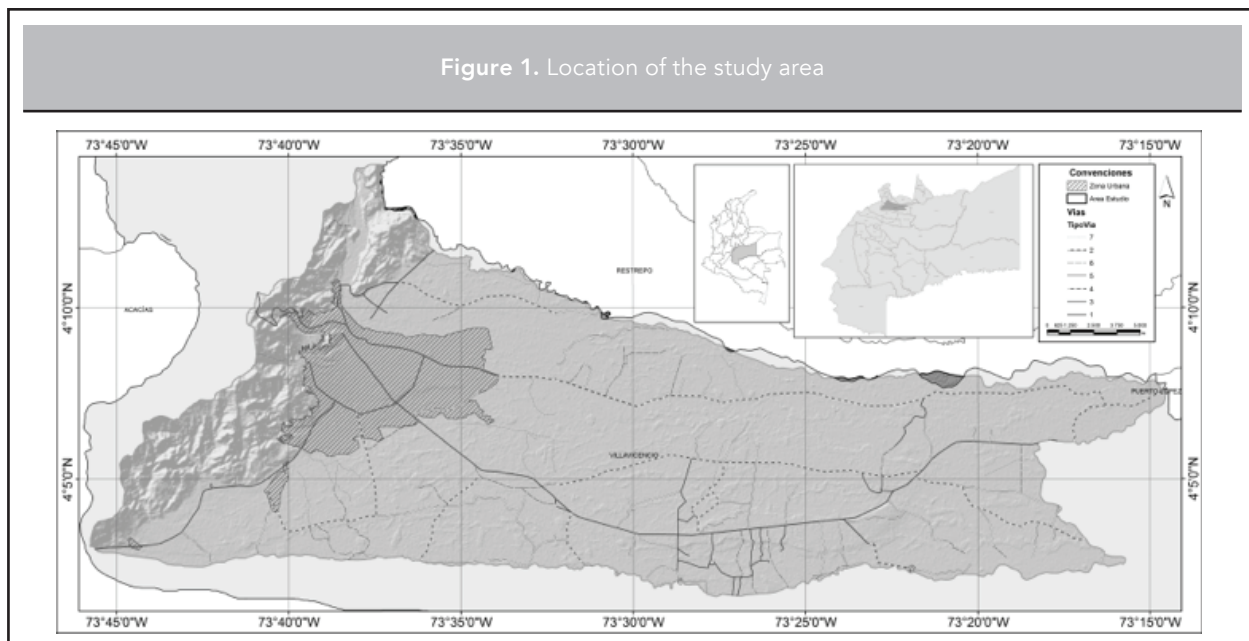 Figure 1. Location of the study area
73°45'0"W 73°40'0"W 73°35'0"W 73°30'0"W 73°25'0"W 73°20'0"W 73°15'0"W
Convenciones
Zona Urbana
Area Estudio
Vías
TipoVia
7
2
6
5
4
3
1
N
RESTREPO
ACACÍAS
4°10'0"N 4°10'0"N
VILLAVICENCIO
4°5'0"N 4°5'0"N
73°45'0"W 73°40'0"W 73°35'0"W 73°30'0"W 73°25'0"W 73°20'0"W 73°15'0"W